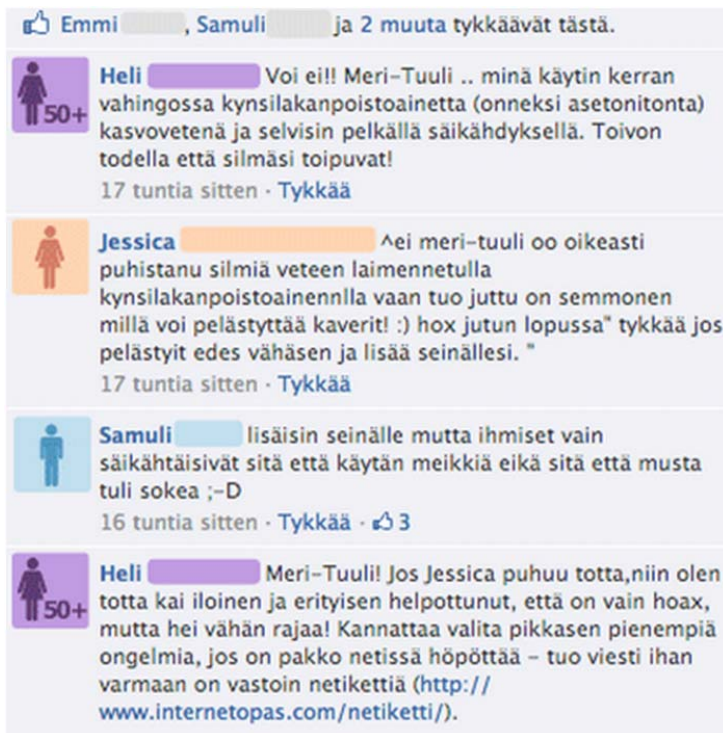 Emmi , Samuli ja 2 muuta tykkäävät tästä.
Heli Voi ei!! Meri-Tuuli .. minä käytin kerran
vahingossa kynsilakanpoistoainetta (onneksi asetonitonta)
kasvovetenä ja selvisin pelkällä säikähdyksellä. Toivon
todella että silmäsi toipuvat!
50+
17 tuntia sitten · Tykkää
Jessica ^ei meri-tuuli oo oikeasti
puhistanu silmiä veteen laimennetulla
kynsilakanpoistoainennlla vaan tuo juttu on semmonen
millä voi pelästyttää kaverit! :) hox jutun lopussa" tykkää jos
pelästyit edes vähäsen ja lisää seinällesi. "
17 tuntia sitten · Tykkää
Samuli lisäisin seinälle mutta ihmiset vain
säikähtäisivät sitä että käytän meikkiä eikä sitä että musta
tuli sokea ;-D
16 tuntia sitten · Tykkää · 3
Heli Meri-Tuuli! Jos Jessica puhuu totta,niin olen
totta kai iloinen ja erityisen helpottunut, että on vain hoax,
50+
mutta hei vähän rajaa! Kannattaa valita pikkasen pienempiä
ongelmia, jos on pakko netissä höpöttää – tuo viesti ihan
varmaan on vastoin netikettiä (http://
www.internetopas.com/netiketti/).